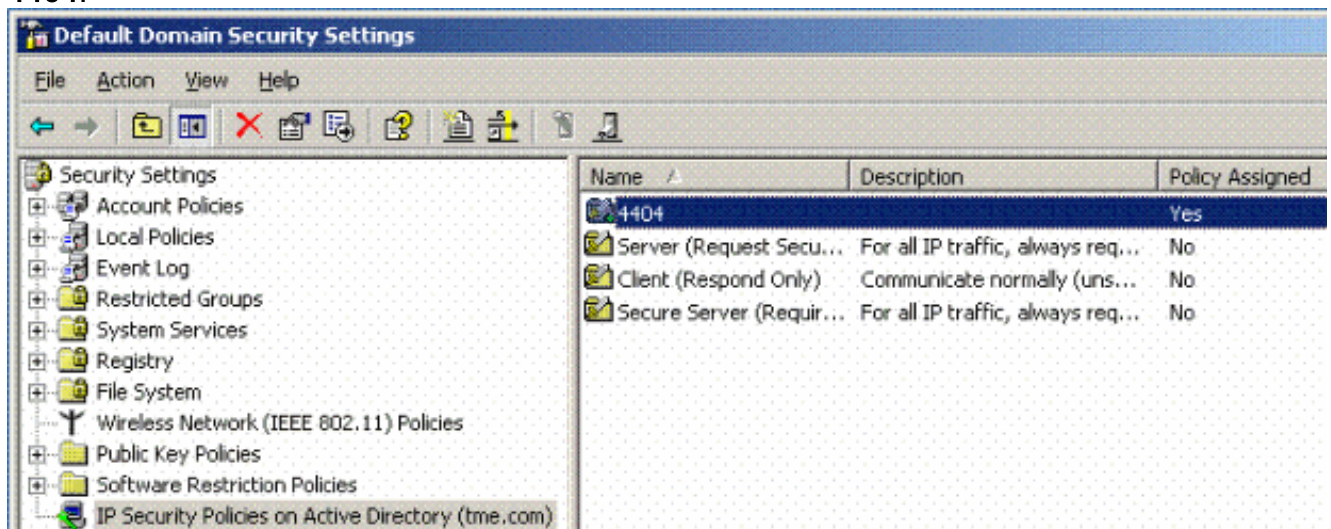 Default Domain Security Settings
File Action View Help
Security Settings
Account Policies
Local Policies
Event Log
Restricted Groups
System Services
Registry
File System
Wireless Network (IEEE 802.11) Policies
Public Key Policies
Software Restriction Policies
IP Security Policies on Active Directory (tme.com)
Name Description Policy Assigned
4404 Yes
Server (Request Secu... For all IP traffic, always req... No
Client (Respond Only) Communicate normally (uns... No
Secure Server (Requir... For all IP traffic, always req... No